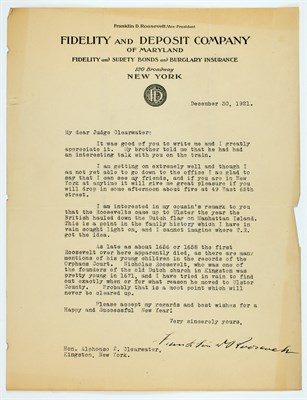 Franklin D. Roosevelt, Vice-President
FIDELITY AND DEPOSIT COMPANY
OF MARYLAND
FIDELITY and SURETY BONDS and BURGLARY INSURANCE
120 Broadway
NEW YORK
December 30, 1921.
My dear Judge Clearwater:
It was good of you to write me and I greatly
appreciate it. My brother told me that he had had
an interesting talk with you on the train.
I am getting on extremely well and though I
am not yet able to go down to the office I am glad to
say that I can see my friends, and if you are in New
York at anytime it will give me great pleasure if you
will drop in some afternoon about five at 49 East 65th
street.
I am interested in my cousin's remark to you
that the Roosevelts came up to Ulster the year the
British hauled down the Dutch flag on Manhattan Island.
This is a point in the family history which I have in
vain sought light on, and I cannot imagine where T.R.
got the idea.
As late as about 1656 or 1658 the first
Roosevelt over here apparently died, as there are many
mentions of his young children in the records of the
Orphans Court. Nicholas Roosevelt, who was one of
the founders of the old Dutch church in Kingston was
pretty young in and I have tried in vain to find
out exactly when or for what reason he moved to Ulster
County. Probably that is a most point which will
never be cleared up.
Please accept my regards and best wishes for a
Happy and Successful New Year!
Very sincerely yours,
Franklin D Roosevelt
Hon. Alphonso T. Clearwater,
Kingston, New York.